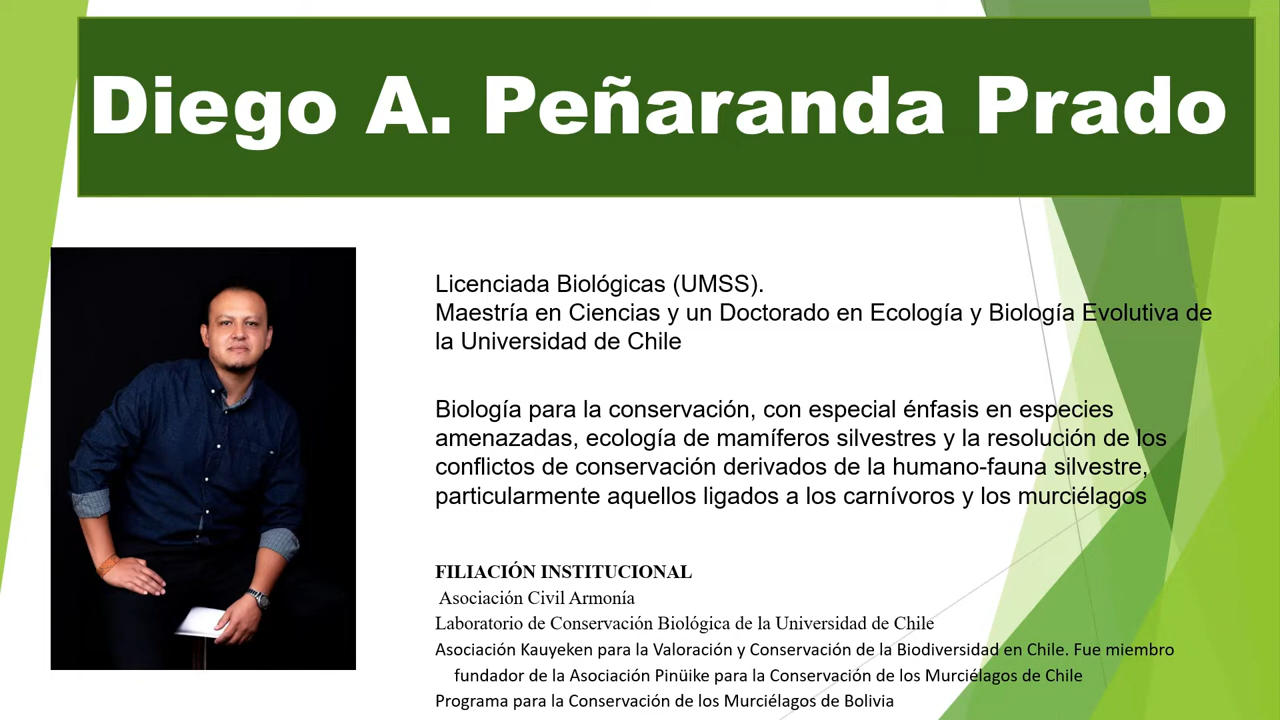 Diego A. Peñaranda Prado
Licenciada Biológicas (UMSS).
Maestría en Ciencias y un Doctorado en Ecología y Biología Evolutiva de
la Universidad de Chile
Biología para la conservación, con especial énfasis en especies
amenazadas, ecología de mamíferos silvestres y la resolución de los
conflictos de conservación derivados de la humano-fauna silvestre,
particularmente aquellos ligados a los carnívoros y los murciélagos
FILIACIÓN INSTITUCIONAL
Asociación Civil Armonía
Laboratorio de Conservación Biológica de la Universidad de Chile
Asociación Kauyeken para la Valoración y Conservación de la Biodiversidad en Chile. Fue miembro
fundador de la Asociación Pinüike para la Conservación de los Murciélagos de Chile
Programa para la Conservación de los Murciélagos de Bolivia